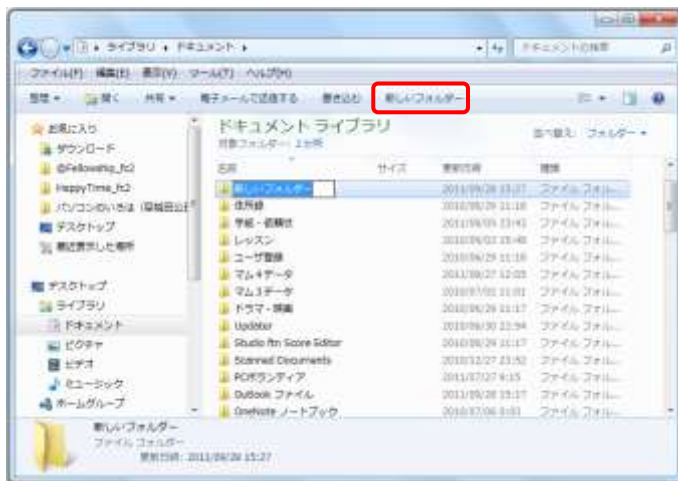 ライブラリ ▸ ドキュメント ▸
ドキュメントの検索
ファイル(F) 編集(E) 表示(V) ツール(T) ヘルプ(H)
整理 開く 共有 電子メールで送信する 書き込む 新しいフォルダー
お気に入り
ダウンロード
@Fellowship_fc2
HappyTime_fc2
デスクトップ
最近表示した場所
デスクトップ
ライブラリ
ドキュメント
ピクチャ
ビデオ
ミュージック
ホームグループ
ドキュメント ライブラリ
対象フォルダー: 1か所
並べ替え: フォルダー
名前 サイズ 更新日時 種類
新しいフォルダー 2011/09/28 15:27 ファイル フォル...
住所録 ファイル フォル...
手紙・依頼状 ファイル フォル...
レッスン ファイル フォル...
ユーザ登録 ファイル フォル...
マム4データ ファイル フォル...
マム3データ ファイル フォル...
ドラマ・映画 ファイル フォル...
Updater ファイル フォル...
Studio ftn Score Editor ファイル フォル...
Scanned Documents ファイル フォル...
PCボランティア ファイル フォル...
Outlook ファイル ファイル フォル...
OneNote ノートブック ファイル フォル...
新しいフォルダー
ファイル フォルダー
更新日時: 2011/09/28 15:27